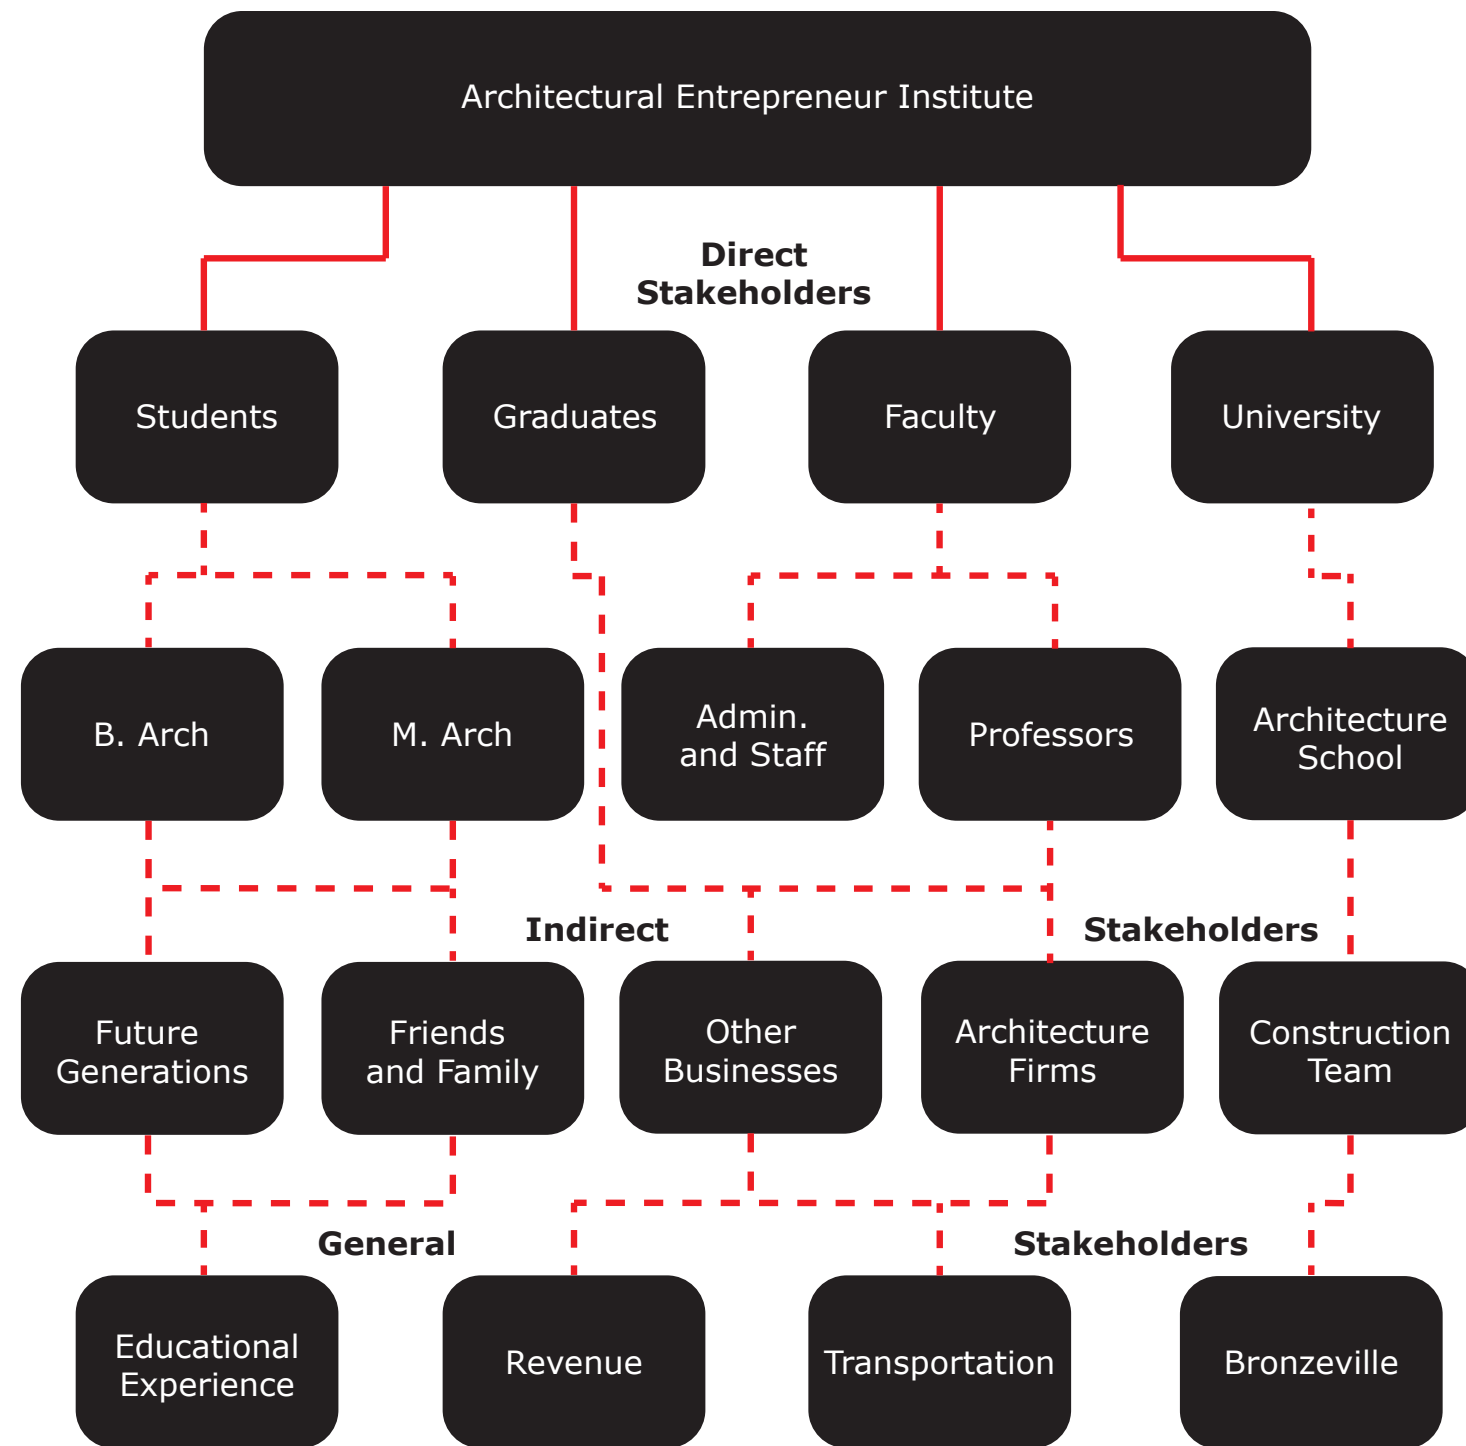 Architectural Entrepreneur Institute
Direct
Stakeholders
Students
Graduates
Faculty
University
B. Arch
M. Arch
Admin.
and Staff
Professors
Architecture
School
Indirect
Stakeholders
Future
Generations
Friends
and Family
Other
Businesses
Architecture
Firms
Construction
Team
General
Stakeholders
Educational
Experience
Revenue
Transportation
Bronzeville